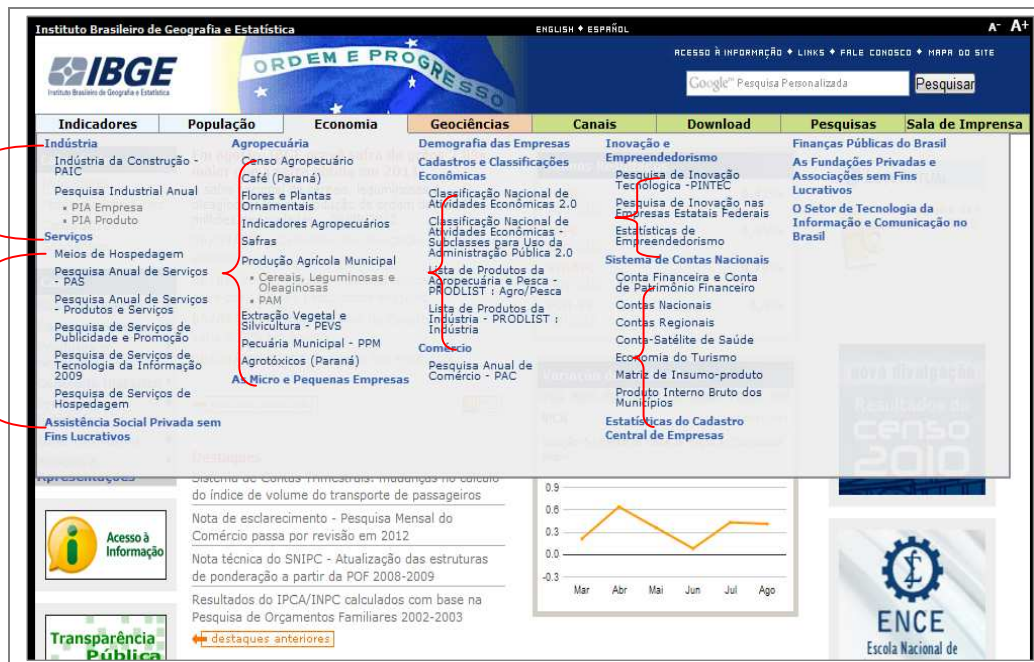 Instituto Brasileiro de Geografia e Estatística
ENGLISH ♦ ESPAÑOL
A- A+
ACESSO À INFORMAÇÃO ♦ LINKS ♦ FALE CONOSCO ♦ MAPA DO SITE
IBGE
Instituto Brasileiro de Geografia e Estatística
ORDEM E PROGRESSO
Google™ Pesquisa Personalizada
Pesquisar
Indicadores População Economia Geociências Canais Download Pesquisas Sala de Imprensa
Indústria
Indústria da Construção -
PAIC
Pesquisa Industrial Anual
▪ PIA Empresa
▪ PIA Produto
Serviços
Meios de Hospedagem
Pesquisa Anual de Serviços
- PAS
Pesquisa Anual de Serviços
- Produtos e Serviços
Pesquisa de Serviços de
Publicidade e Promoção
Pesquisa de Serviços de
Tecnologia da Informação
2009
Pesquisa de Serviços de
Hospedagem
Assistência Social Privada sem
Fins Lucrativos
Agropecuária
Censo Agropecuário
Café (Paraná)
Flores e Plantas
Ornamentais
Indicadores Agropecuários
Safras
Produção Agrícola Municipal
▪ Cereais, Leguminosas e
Oleaginosas
▪ PAM
Extração Vegetal e
Silvicultura - PEVS
Pecuária Municipal - PPM
Agrotóxicos (Paraná)
As Micro e Pequenas Empresas
Demografia das Empresas
Cadastros e Classificações
Econômicas
Classificação Nacional de
Atividades Econômicas 2.0
Classificação Nacional de
Atividades Econômicas -
Subclasses para Uso da
Administração Pública 2.0
Lista de Produtos da
Agropecuária e Pesca -
PRODLIST : Agro/Pesca
Lista de Produtos da
Indústria - PRODLIST :
Indústria
Comércio
Pesquisa Anual de
Comércio - PAC
Inovação e
Empreendedorismo
Pesquisa de Inovação
Tecnologica -PINTEC
Pesquisa de Inovação nas
Empresas Estatais Federais
Estatísticas de
Empreendedorismo
Sistema de Contas Nacionais
Conta Financeira e Conta
de Patrimônio Financeiro
Contas Nacionais
Contas Regionais
Conta-Satélite de Saúde
Economia do Turismo
Matriz de Insumo-produto
Produto Interno Bruto dos
Municípios
Estatísticas do Cadastro
Central de Empresas
Finanças Públicas do Brasil
As Fundações Privadas e
Associações sem Fins
Lucrativos
O Setor de Tecnologia da
Informação e Comunicação no
Brasil
nova divulgação
Resultados do
censo
2010
Destaques
Apresentações
Sistema de Contas Trimestrais: mudanças no cálculo
do índice de volume do transporte de passageiros
Nota de esclarecimento - Pesquisa Mensal do
Comércio passa por revisão em 2012
Nota técnica do SNIPC - Atualização das estruturas
de ponderação a partir da POF 2008-
2009
Resultados do IPCA/INPC calculados com base na
Pesquisa de Orçamentos Familiares 2002-2003
destaques anteriores
Acesso à
Informação
Transparência
Pública
0.9
0.6
0.3
0.0
-0.3
Mar Abr Mai Jun Jul Ago
ENCE
Escola Nacional de